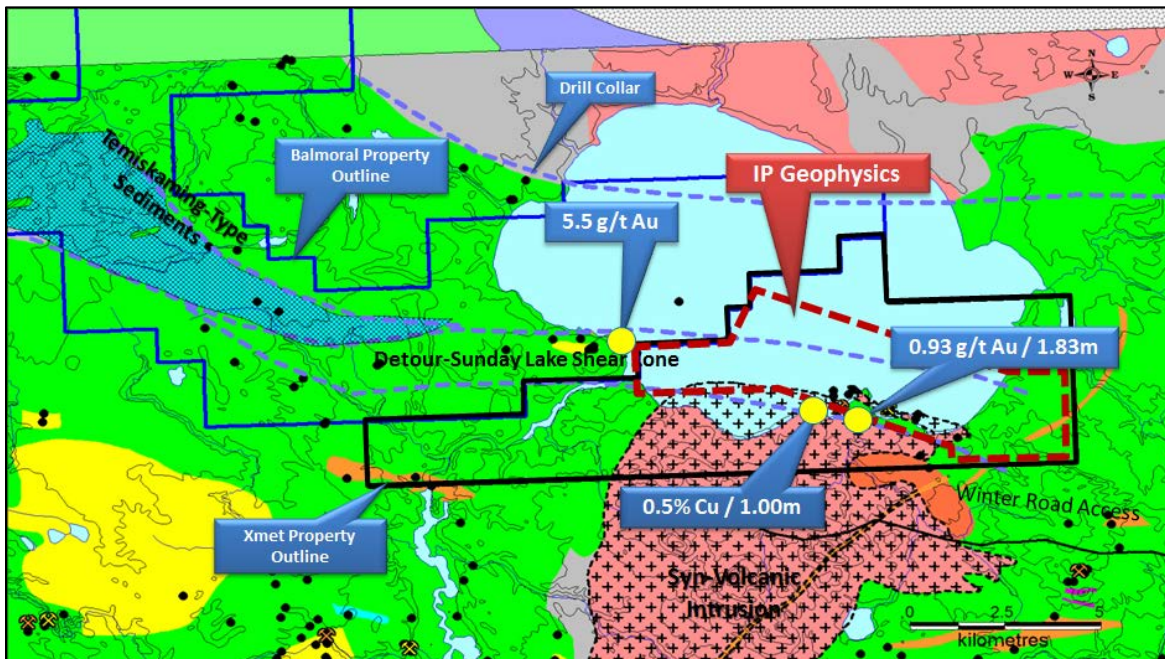 N
W E
S
Drill Collar
Balmoral Property
Outline
IP Geophysics
Temiskaming-Type
Sediments
5.5 g/t Au
0.93 g/t Au / 1.83m
Detour-Sunday Lake Shear Zone
0.5% Cu / 1.00m
Winter Road Access
Xmet Property
Outline
Syn-Volcanic
Intrusion
0 5
kilometres